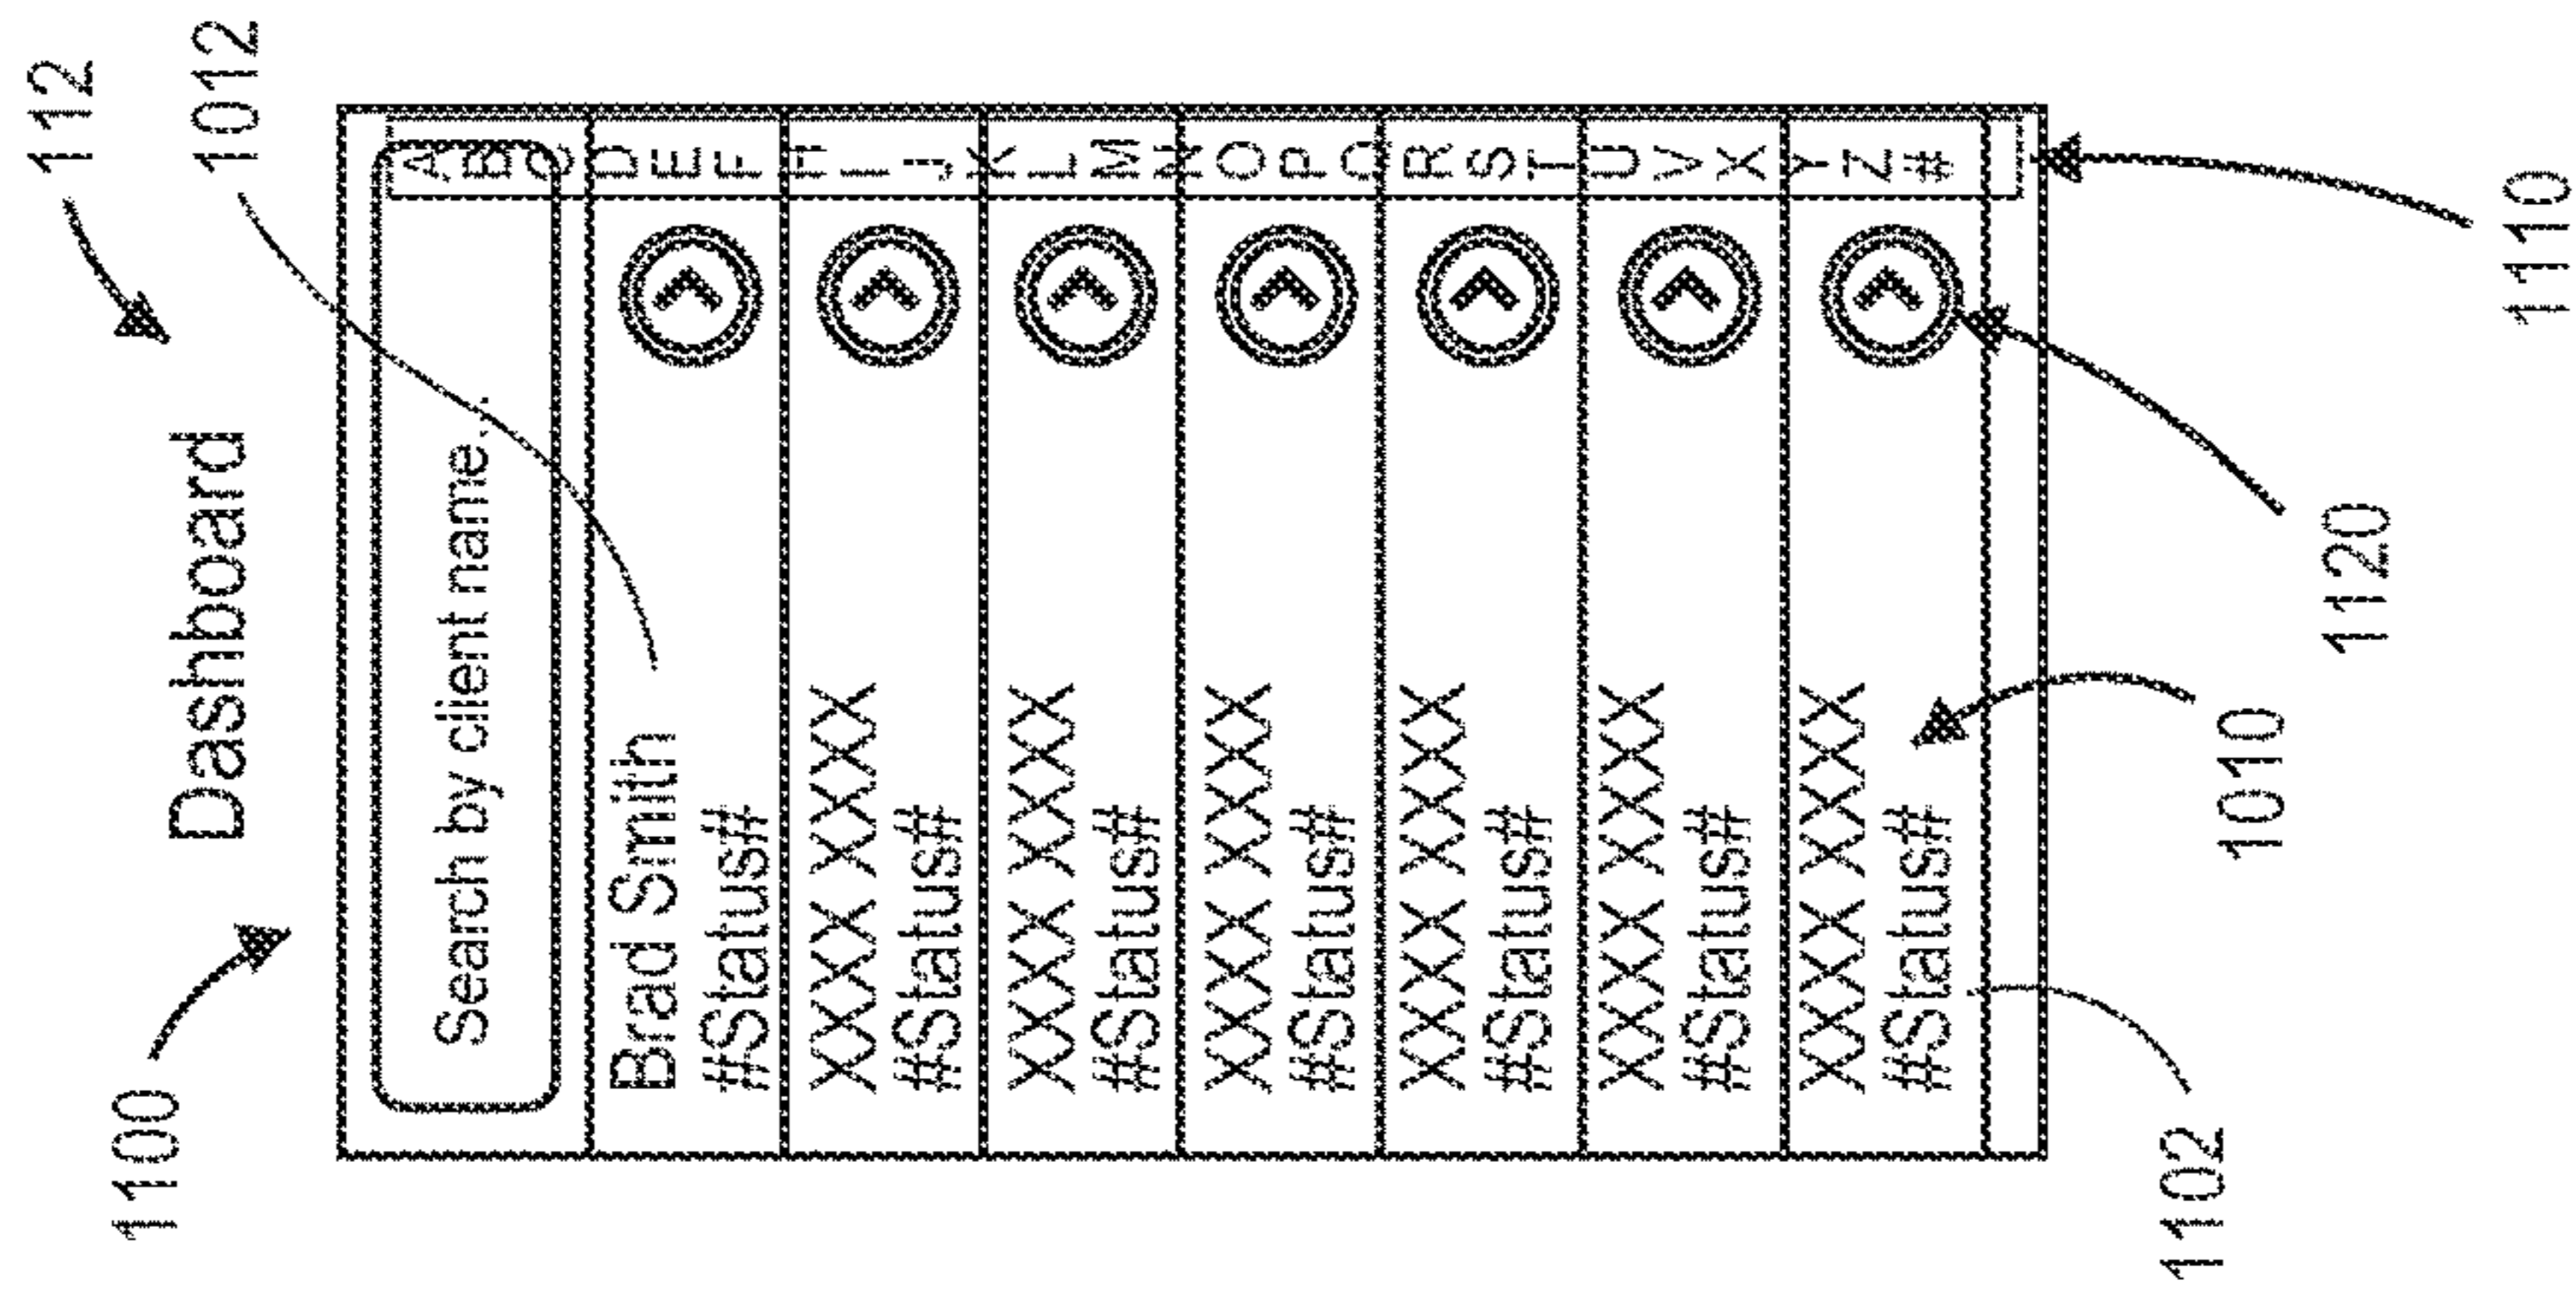 1100
112
1012
Dashboard
Search by client name...
Brad Smith
#Status#
XXXX XXXX
#Status#
XXXX XXXX
#Status#
XXXX XXXX
#Status#
XXXX XXXX
#Status#
XXXX XXXX
#Status#
XXXX XXXX
#Status#
A
B
C
D
E
F
H
I
J
K
L
M
N
O
P
Q
R
S
T
U
V
X
Y
Z
#
1102
1010
1120
1110